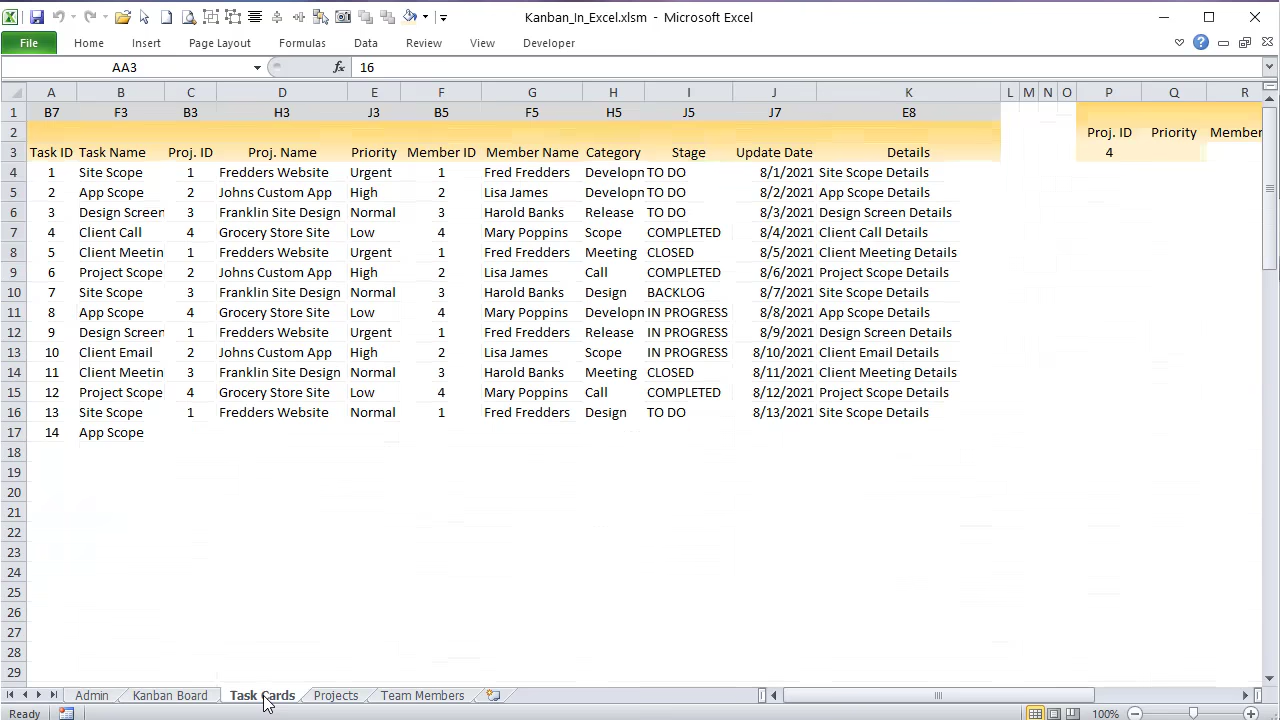 Kanban_In_Excel.xlsm - Microsoft Excel
File Home Insert Page Layout Formulas Data Review View Developer
AA3 fx 16
A B C D E F G H I J K L M N O P Q R
1 B7 F3 B3 H3 J3 B5 F5 H5 J5 J7 E8
2 Proj. ID Priority Member
3 Task ID Task Name Proj. ID Proj. Name Priority Member ID Member Name Category Stage Update Date Details 4
4 1 Site Scope 1 Fredders Website Urgent 1 Fred Fredders Developn TO DO 8/1/2021 Site Scope Details
5 2 App Scope 2 Johns Custom App High 2 Lisa James Developn TO DO 8/2/2021 App Scope Details
6 3 Design Screen 3 Franklin Site Design Normal 3 Harold Banks Release TO DO 8/3/2021 Design Screen Details
7 4 Client Call 4 Grocery Store Site Low 4 Mary Poppins Scope COMPLETED 8/4/2021 Client Call Details
8 5 Client Meetin 1 Fredders Website Urgent 1 Fred Fredders Meeting CLOSED 8/5/2021 Client Meeting Details
9 6 Project Scope 2 Johns Custom App High 2 Lisa James Call COMPLETED 8/6/2021 Project Scope Details
10 7 Site Scope 3 Franklin Site Design Normal 3 Harold Banks Design BACKLOG 8/7/2021 Site Scope Details
11 8 App Scope 4 Grocery Store Site Low 4 Mary Poppins Developn IN PROGRESS 8/8/2021 App Scope Details
12 9 Design Screen 1 Fredders Website Urgent 1 Fred Fredders Release IN PROGRESS 8/9/2021 Design Screen Details
13 10 Client Email 2 Johns Custom App High 2 Lisa James Scope IN PROGRESS 8/10/2021 Client Email Details
14 11 Client Meetin 3 Franklin Site Design Normal 3 Harold Banks Meeting CLOSED 8/11/2021 Client Meeting Details
15 12 Project Scope 4 Grocery Store Site Low 4 Mary Poppins Call COMPLETED 8/12/2021 Project Scope Details
16 13 Site Scope 1 Fredders Website Normal 1 Fred Fredders Design TO DO 8/13/2021 Site Scope Details
17 14 App Scope
18
19
20
21
22
23
24
25
26
27
28
29
Admin Kanban Board Task Cards Projects Team Members
Ready 100%